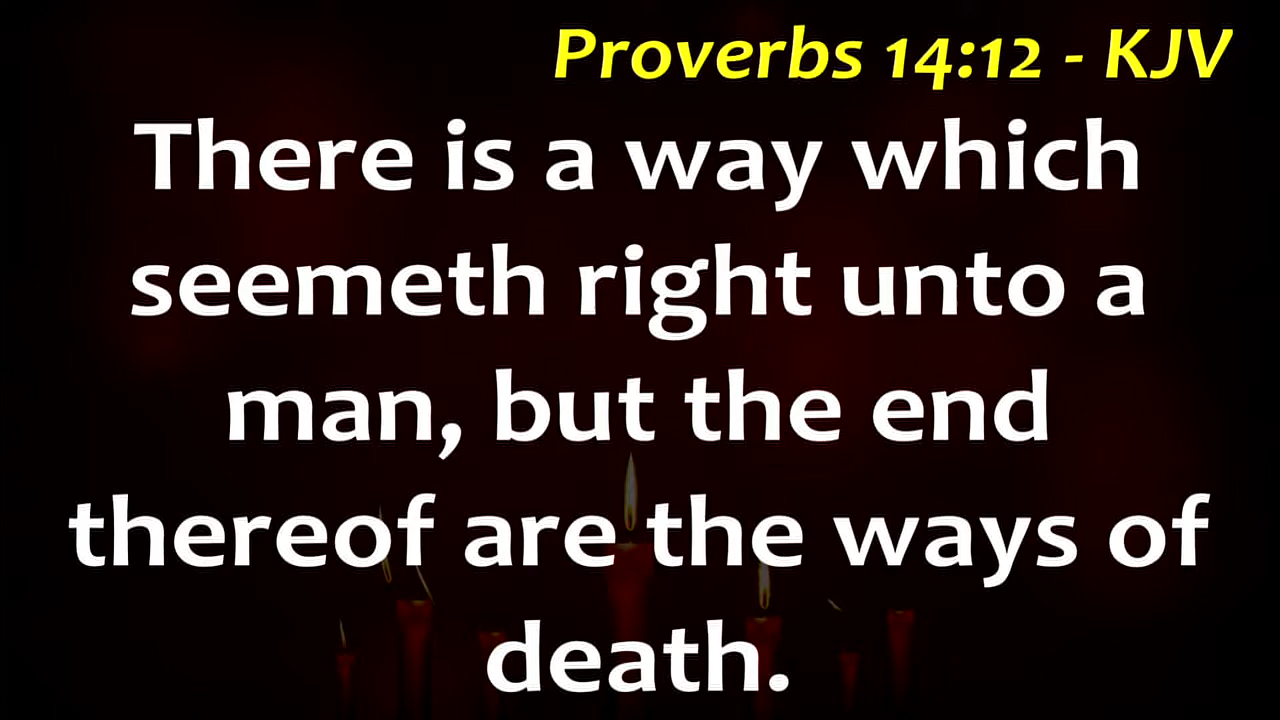 Proverbs 14:12 - KJV
There is a way which
seemeth right unto a
man, but the end
thereof are the ways of
death.